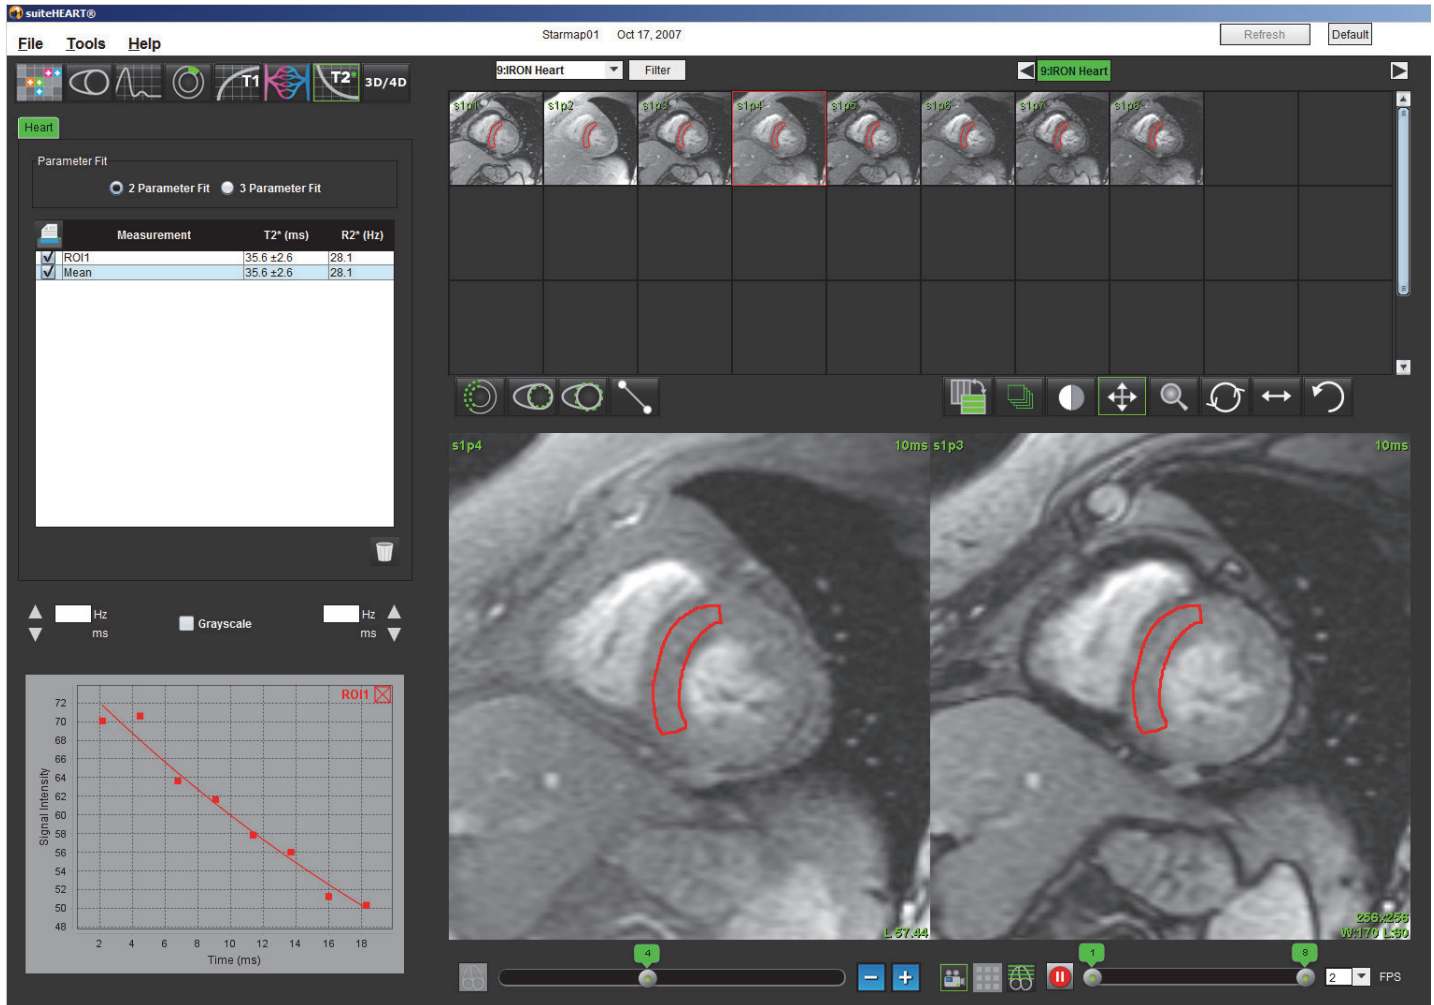 suiteHEART®
File Tools Help
Starmap01 Oct 17, 2007
Refresh Default
T1 T2* 3D/4D
9:IRON Heart Filter
9:IRON Heart
Heart
Parameter Fit
2 Parameter Fit 3 Parameter Fit
Measurement T2* (ms) R2* (Hz)
ROI1 35.6 ±2.6 28.1
Mean 35.6 ±2.6 28.1
s1p1 s1p2 s1p3 s1p4 s1p5 s1p6 s1p7 s1p8
Hz
ms
Grayscale
Hz
ms
s1p4 10ms
s1p3 10ms
L 57.44
256x256
W:170 L:60
ROI1
Signal Intensity
72
70
68
66
64
62
60
58
56
54
52
50
48
2 4 6 8 10 12 14 16 18
Time (ms)
4
1 8
2 FPS